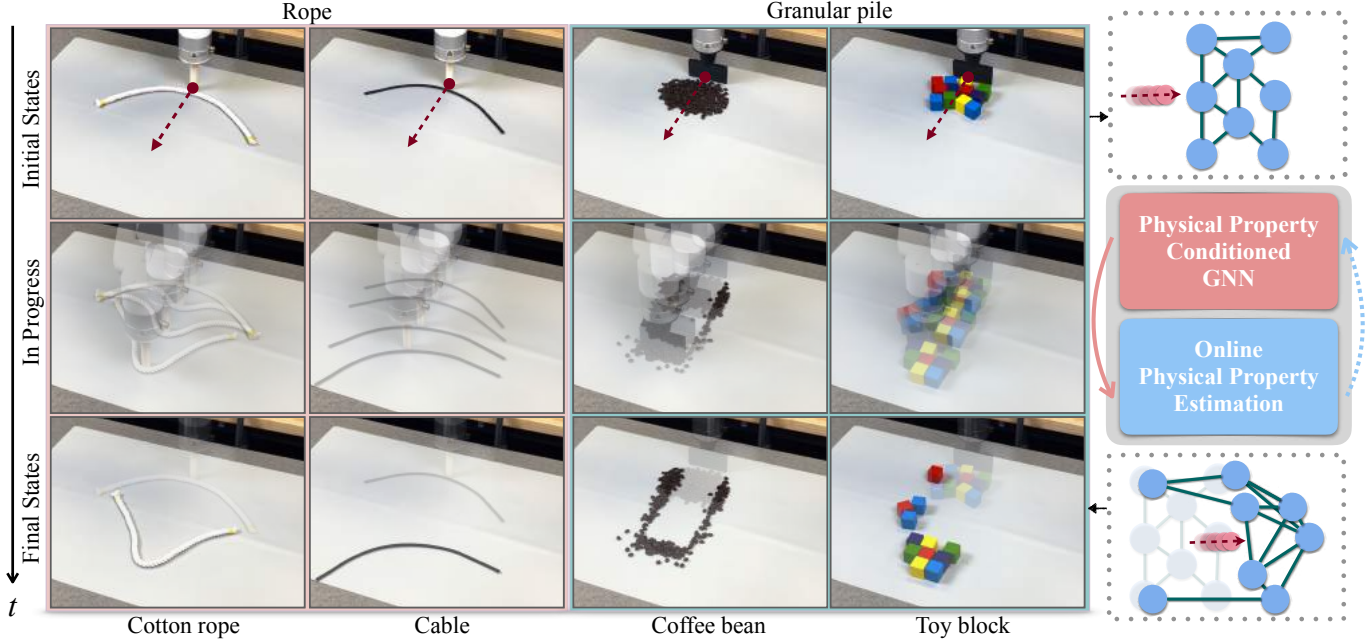 Rope
Granular pile
Initial States
In Progress
Final States
t
Cotton rope
Cable
Coffee bean
Toy block
Physical Property
Conditioned
GNN
Online
Physical Property
Estimation